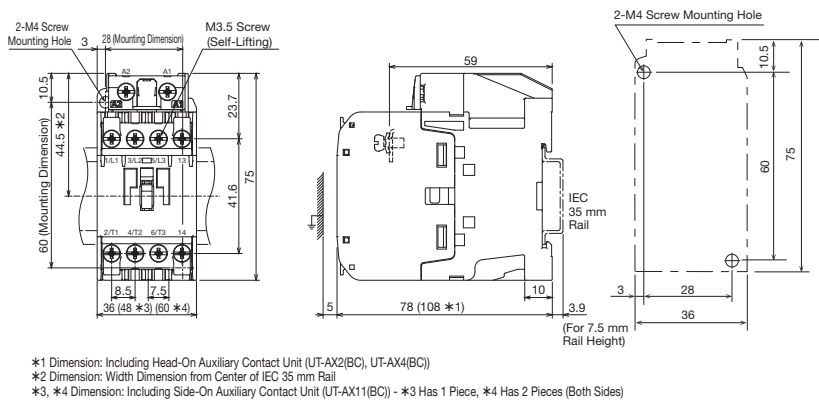 2-M4 Screw
Mounting Hole
3
28 (Mounting Dimension)
M3.5 Screw
(Self-Lifting)
A2
A1
A2
A1
10.5
44.5 ∗2
60 (Mounting Dimension)
23.7
41.6
75
1/L1
3/L2
5/L3
13
2/T1
4/T2
6/T3
14
8.5
7.5
36 (48 ∗3) (60 ∗4)
59
IEC
35 mm
Rail
10
5
78 (108 ∗1)
3.9
(For 7.5 mm
Rail Height)
2-M4 Screw Mounting Hole
10.5
60
75
3
28
36
∗1 Dimension: Including Head-On Auxiliary Contact Unit (UT-AX2(BC), UT-AX4(BC))
∗2 Dimension: Width Dimension from Center of IEC 35 mm Rail
∗3, ∗4 Dimension: Including Side-On Auxiliary Contact Unit (UT-AX11(BC)) - ∗3 Has 1 Piece, ∗4 Has 2 Pieces (Both Sides)